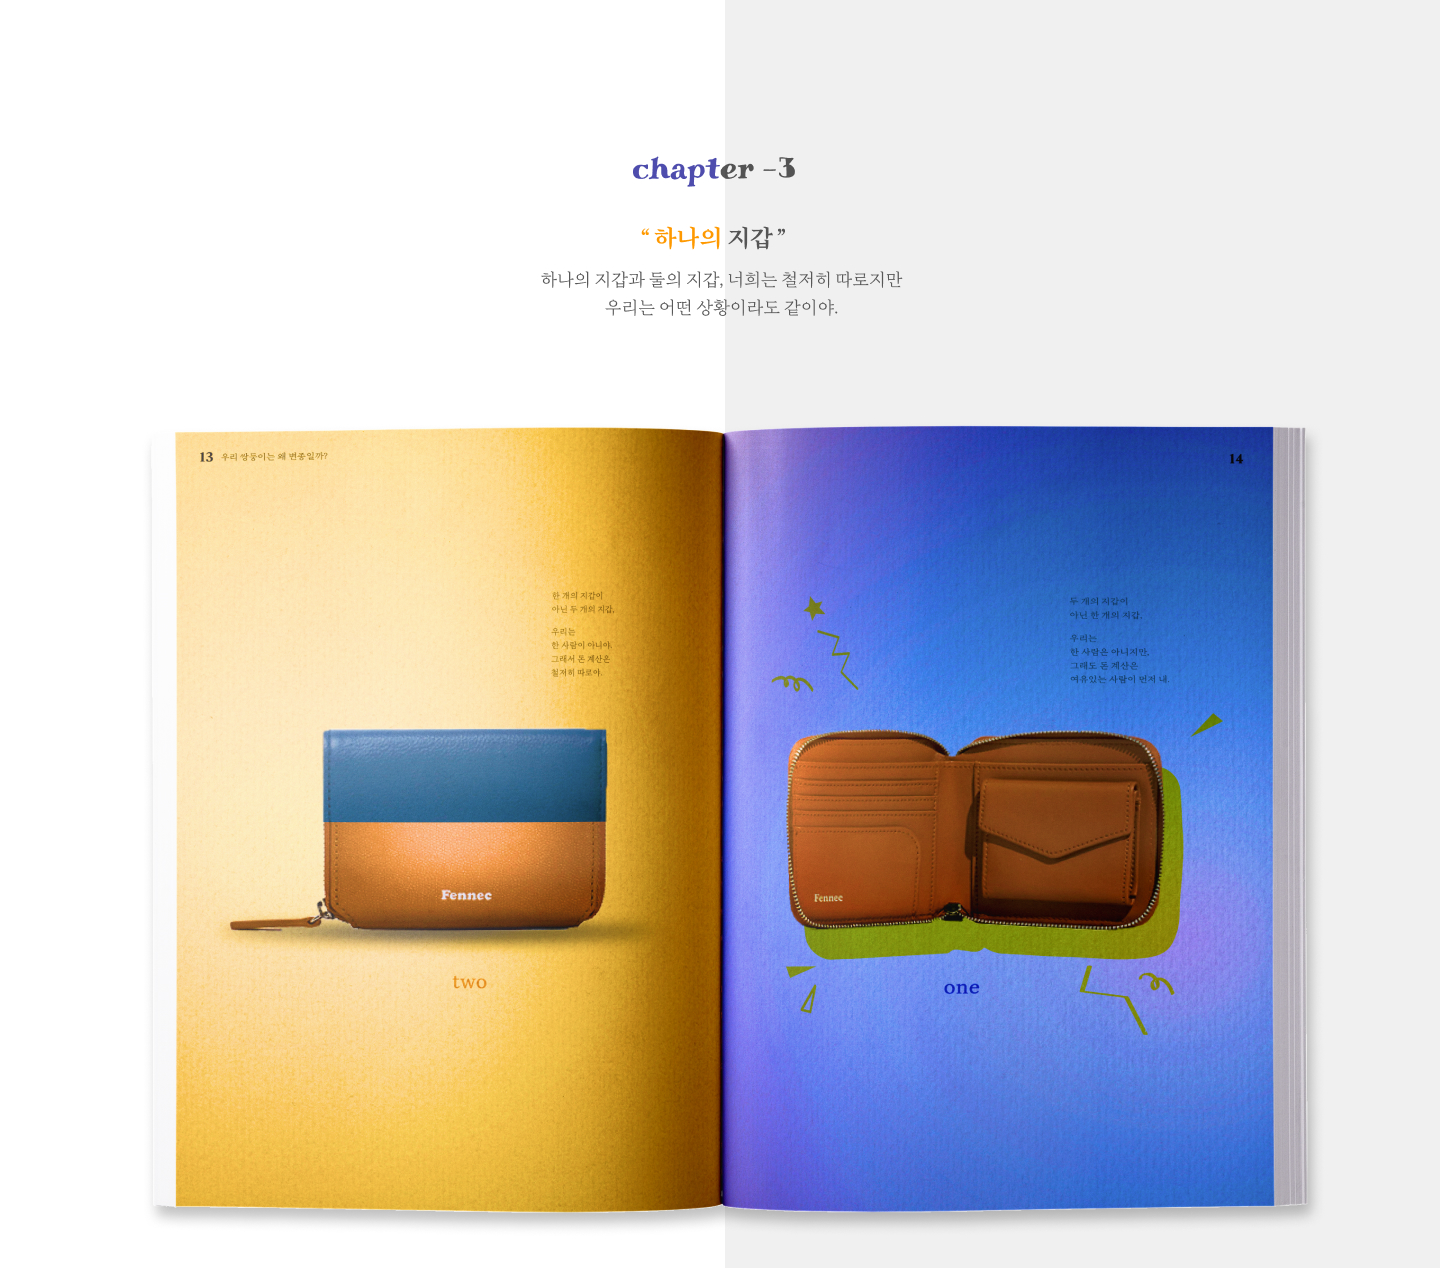 chapter -3
“ 하나의 지갑 ”
하나의 지갑과 둘의 지갑, 너희는 철저히 따로지만
우리는 어떤 상황이라도 같이야.
13 우리 쌍둥이는 왜 변종일까?
한 개의 지갑이
아닌 두 개의 지갑,
우리는
한 사람이 아니야.
그래서 돈 계산은
철저히 따로야.
Fennec
two
14
두 개의 지갑이
아닌 한 개의 지갑,
우리는
한 사람은 아니지만,
그래도 돈 계산은
여유있는 사람이 먼저 내.
Fennec
one